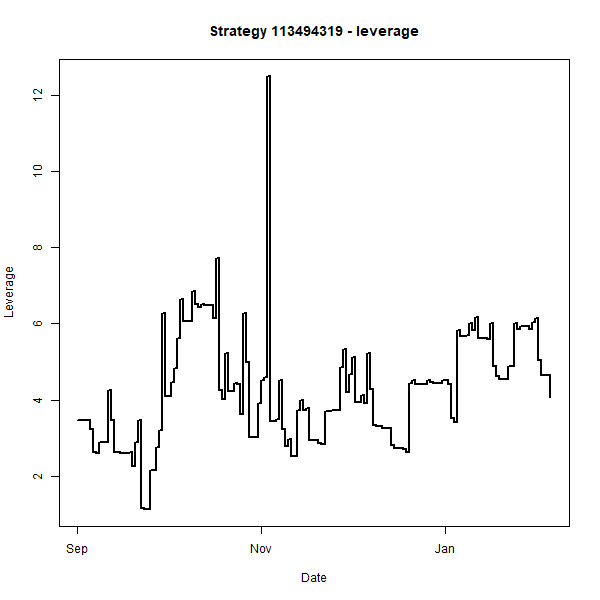 Strategy 113494319 - leverage
12
10
8
6
4
2
Leverage
Sep
Nov
Jan
Date